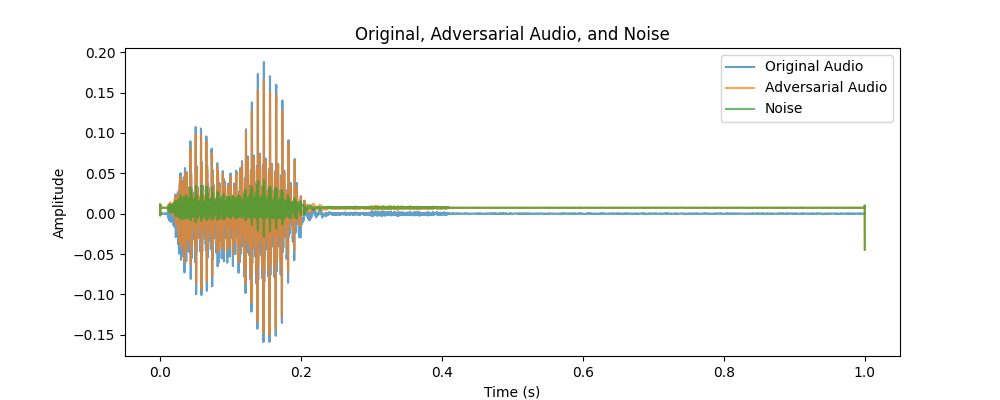 Original, Adversarial Audio, and Noise
Original Audio
Adversarial Audio
Noise
Amplitude
0.20
0.15
0.10
0.05
0.00
−0.05
−0.10
−0.15
0.0 0.2 0.4 0.6 0.8 1.0
Time (s)